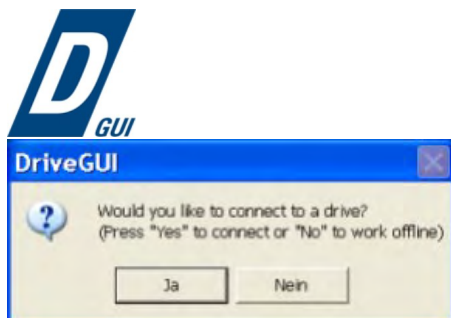 D
GUI
DriveGUI
Would you like to connect to a drive?
(Press "Yes" to connect or "No" to work offline)
Ja
Nein